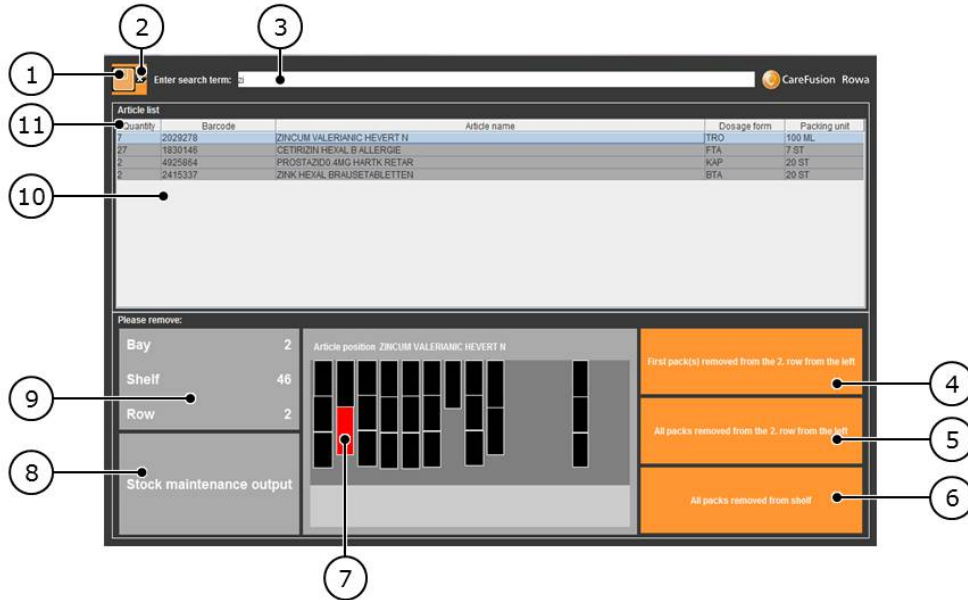 2
3
1
Enter search term: zi
CareFusion Rowa
Article list
11
Quantity Barcode Article name Dosage form Packing unit
7 2029278 ZINCUM VALERIANIC HEVERT N TRO 100 ML
27 1830146 CETIRIZIN HEXAL B ALLERGIE FTA 7 ST
2 4925864 PROSTAZID0.4MG HARTK RETAR KAP 20 ST
2 2415337 ZINK HEXAL BRAUSETABLETTEN BTA 20 ST
10
Please remove:
Bay 2
Shelf 46
Row 2
9
Article position ZINCUM VALERIANIC HEVERT N
First pack(s) removed from the 2. row from the left
4
All packs removed from the 2. row from the left
5
8
Stock maintenance output
All packs removed from shelf
6
7